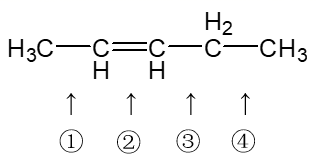 H₂
H₃C C C C CH₃
H H
↑ ↑ ↑ ↑
① ② ③ ④